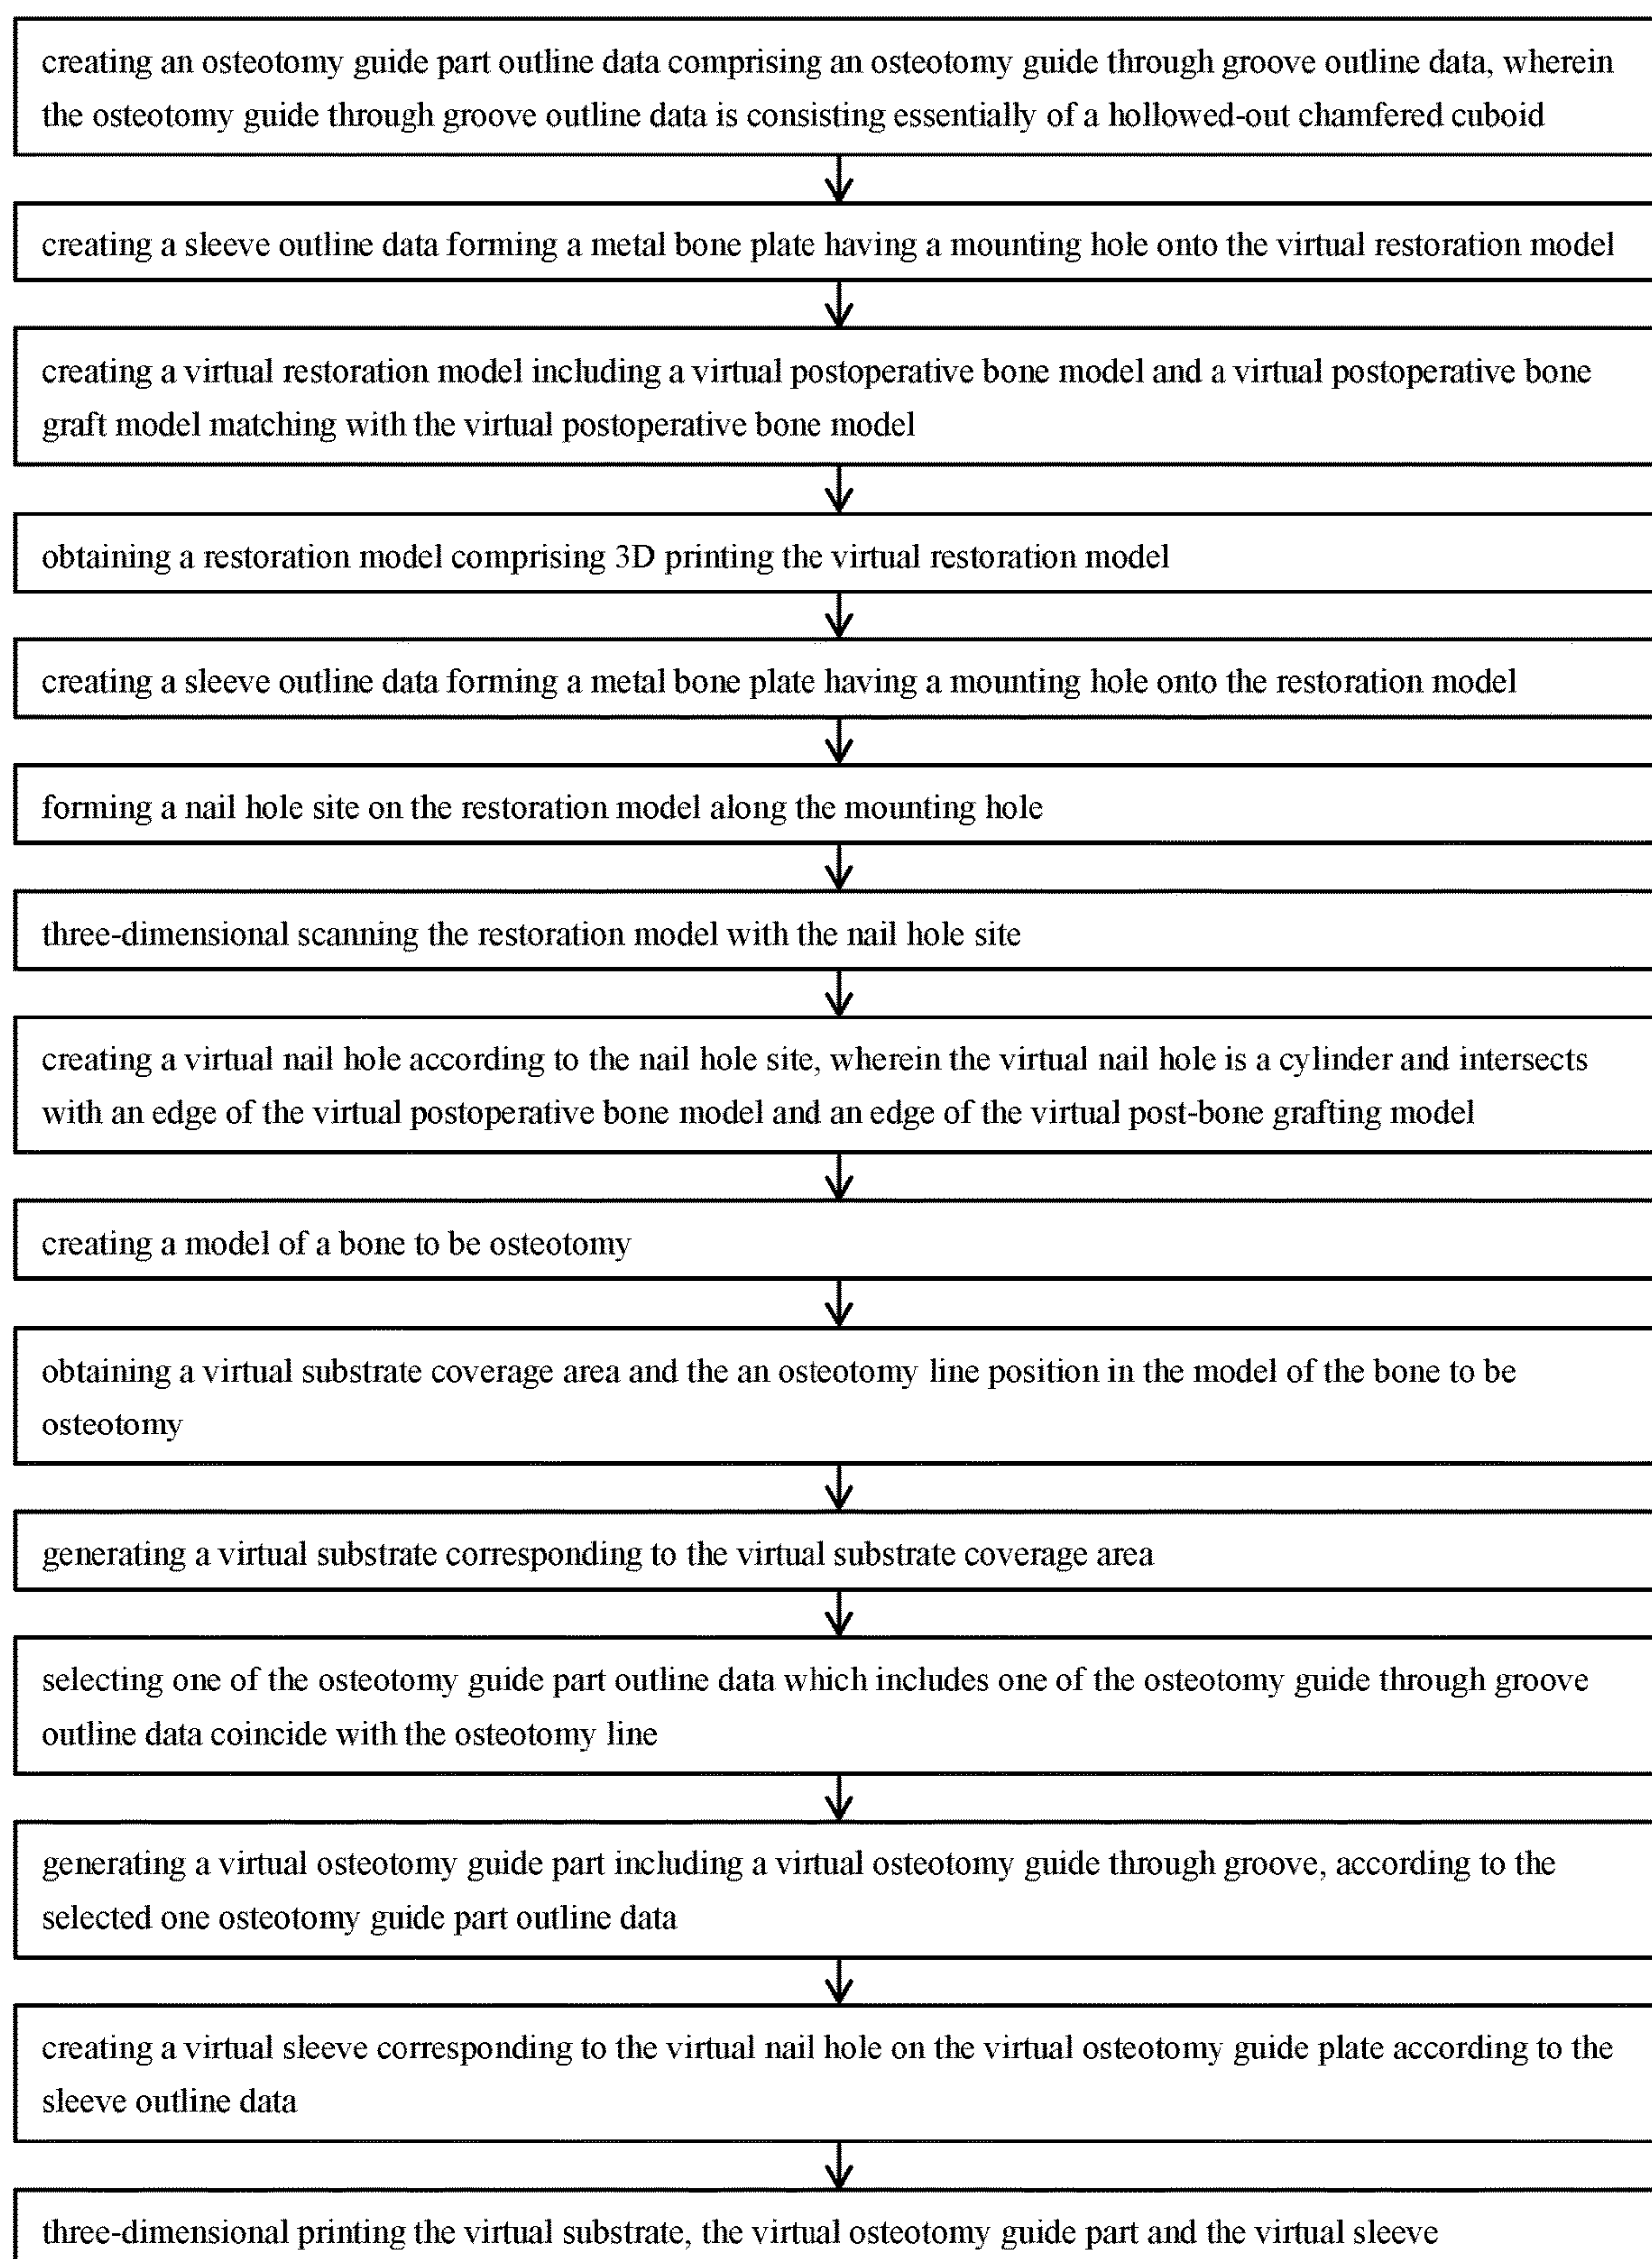 creating an osteotomy guide part outline data comprising an osteotomy guide through groove outline data, wherein
the osteotomy guide through groove outline data is consisting essentially of a hollowed-out chamfered cuboid
creating a sleeve outline data forming a metal bone plate having a mounting hole onto the virtual restoration model
creating a virtual restoration model including a virtual postoperative bone model and a virtual postoperative bone
graft model matching with the virtual postoperative bone model
obtaining a restoration model comprising 3D printing the virtual restoration model
creating a sleeve outline data forming a metal bone plate having a mounting hole onto the restoration model
forming a nail hole site on the restoration model along the mounting hole
three-dimensional scanning the restoration model with the nail hole site
creating a virtual nail hole according to the nail hole site, wherein the virtual nail hole is a cylinder and intersects
with an edge of the virtual postoperative bone model and an edge of the virtual post-bone grafting model
creating a model of a bone to be osteotomy
obtaining a virtual substrate coverage area and the an osteotomy line position in the model of the bone to be
osteotomy
generating a virtual substrate corresponding to the virtual substrate coverage area
selecting one of the osteotomy guide part outline data which includes one of the osteotomy guide through groove
outline data coincide with the osteotomy line
generating a virtual osteotomy guide part including a virtual osteotomy guide through groove, according to the
selected one osteotomy guide part outline data
creating a virtual sleeve corresponding to the virtual nail hole on the virtual osteotomy guide plate according to the
sleeve outline data
three-dimensional printing the virtual substrate, the virtual osteotomy guide part and the virtual sleeve